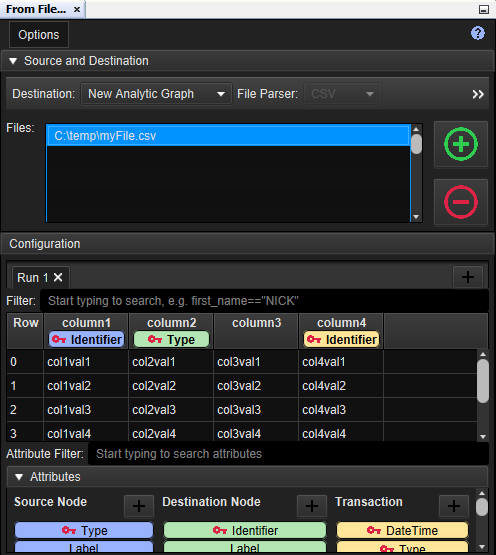 From File... ×
Options ?
Source and Destination
Destination: New Analytic Graph File Parser: CSV »
Files: C:\temp\myFile.csv
Configuration
Run 1 ✕ +
Filter: Start typing to search, e.g. first_name=="NICK"
Row column1 column2 column3 column4
Identifier Type Identifier
0 col1val1 col2val1 col3val1 col4val1
1 col1val2 col2val2 col3val2 col4val2
2 col1val3 col2val3 col3val3 col4val3
3 col1val4 col2val4 col3val4 col4val4
Attribute Filter: Start typing to search attributes
Attributes
Source Node + Destination Node + Transaction +
Type Identifier DateTime
Label Label Type